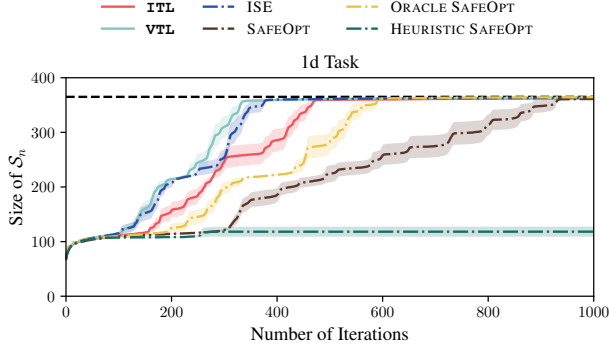 ITL ISE ORACLE SAFEOPT
VTL SAFEOPT HEURISTIC SAFEOPT
1d Task
400
300
200
100
0
Size of Sₙ
0 200 400 600 800 1000
Number of Iterations